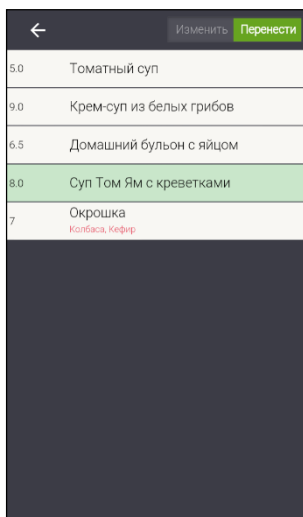 Изменить Перенести
5.0 Томатный суп
9.0 Крем-суп из белых грибов
6.5 Домашний бульон с яйцом
8.0 Суп Том Ям с креветками
7 Окрошка
Колбаса, Кефир